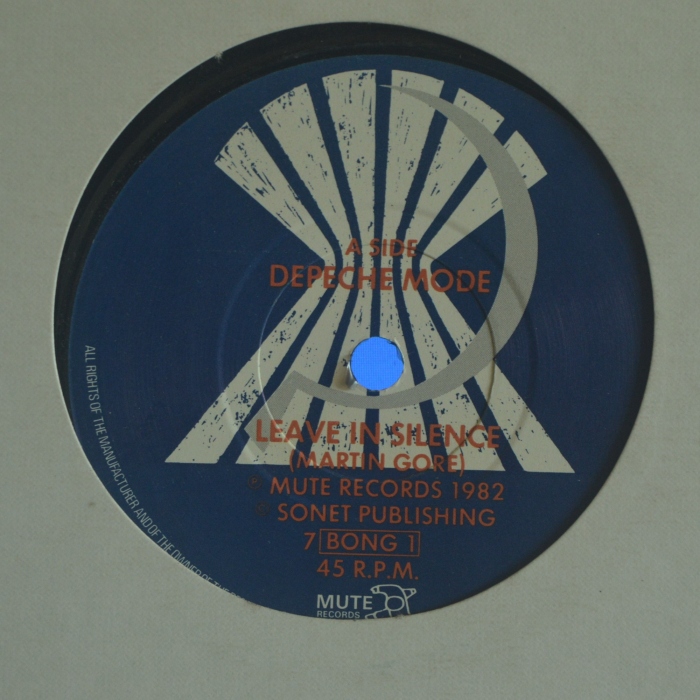 A SIDE
DEPECHE MODE
LEAVE IN SILENCE
(MARTIN GORE)
℗ MUTE RECORDS 1982
© SONET PUBLISHING
7 BONG 1
45 R.P.M.
MUTE
RECORDS
ALL RIGHTS OF THE MANUFACTURER AND OF THE OWNER OF THE